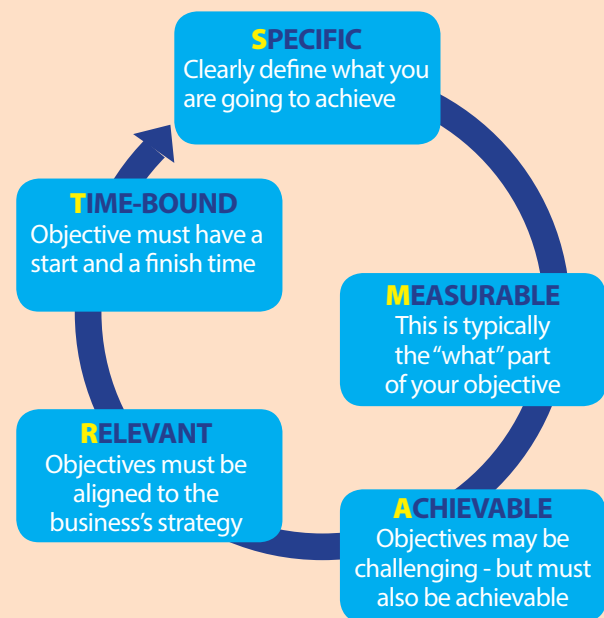 SPECIFIC
Clearly define what you
are going to achieve
MEASURABLE
This is typically
the “what” part
of your objective
ACHIEVABLE
Objectives may be
challenging - but must
also be achievable
RELEVANT
Objectives must be
aligned to the
business’s strategy
TIME-BOUND
Objective must have a
start and a finish time